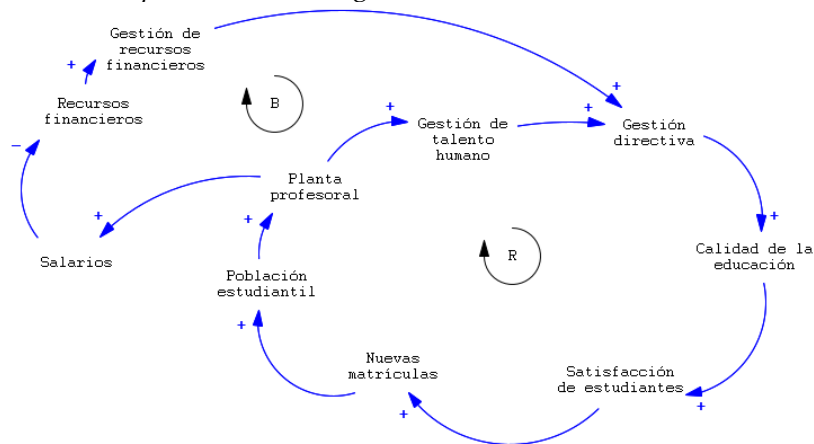 Gestión de
recursos
financieros
+
Recursos
financieros
B
+
+
+
Gestión de
talento
humano
Gestión
directiva
−
Planta
profesoral
+
+
+
Salarios
R
Calidad de la
educación
Población
estudiantil
+
Nuevas
matrículas
Satisfacción
de estudiantes
+
+